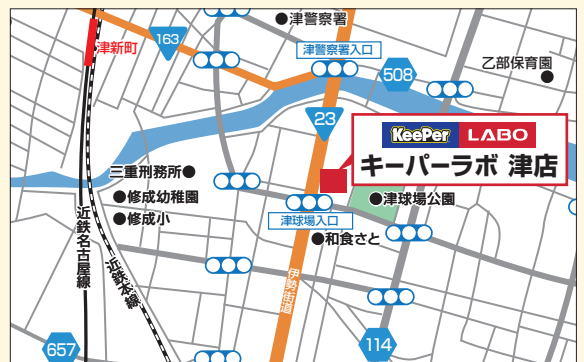 津警察署
163
津新町
津警察署入口
508
乙部保育園
23
KeePer LABO
キーパーラボ 津店
三重刑務所
修成幼稚園
津球場公園
修成小
津球場入口
和食さと
近鉄名古屋線
近鉄本線
伊勢街道
657
114